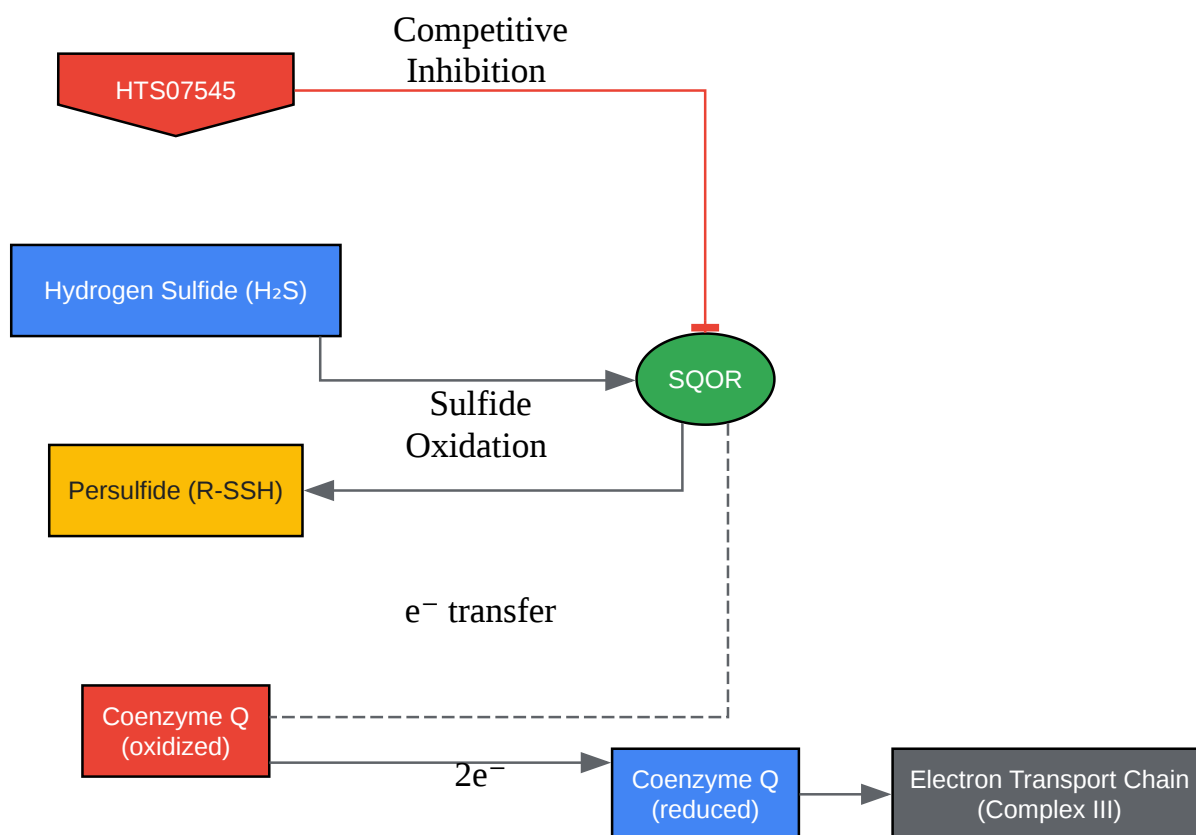 Competitive
Inhibition
HTS07545
Hydrogen Sulfide (H₂S)
SQOR
Sulfide
Oxidation
Persulfide (R-SSH)
e⁻ transfer
Coenzyme Q
(oxidized)
2e⁻
Coenzyme Q
(reduced)
Electron Transport Chain
(Complex III)